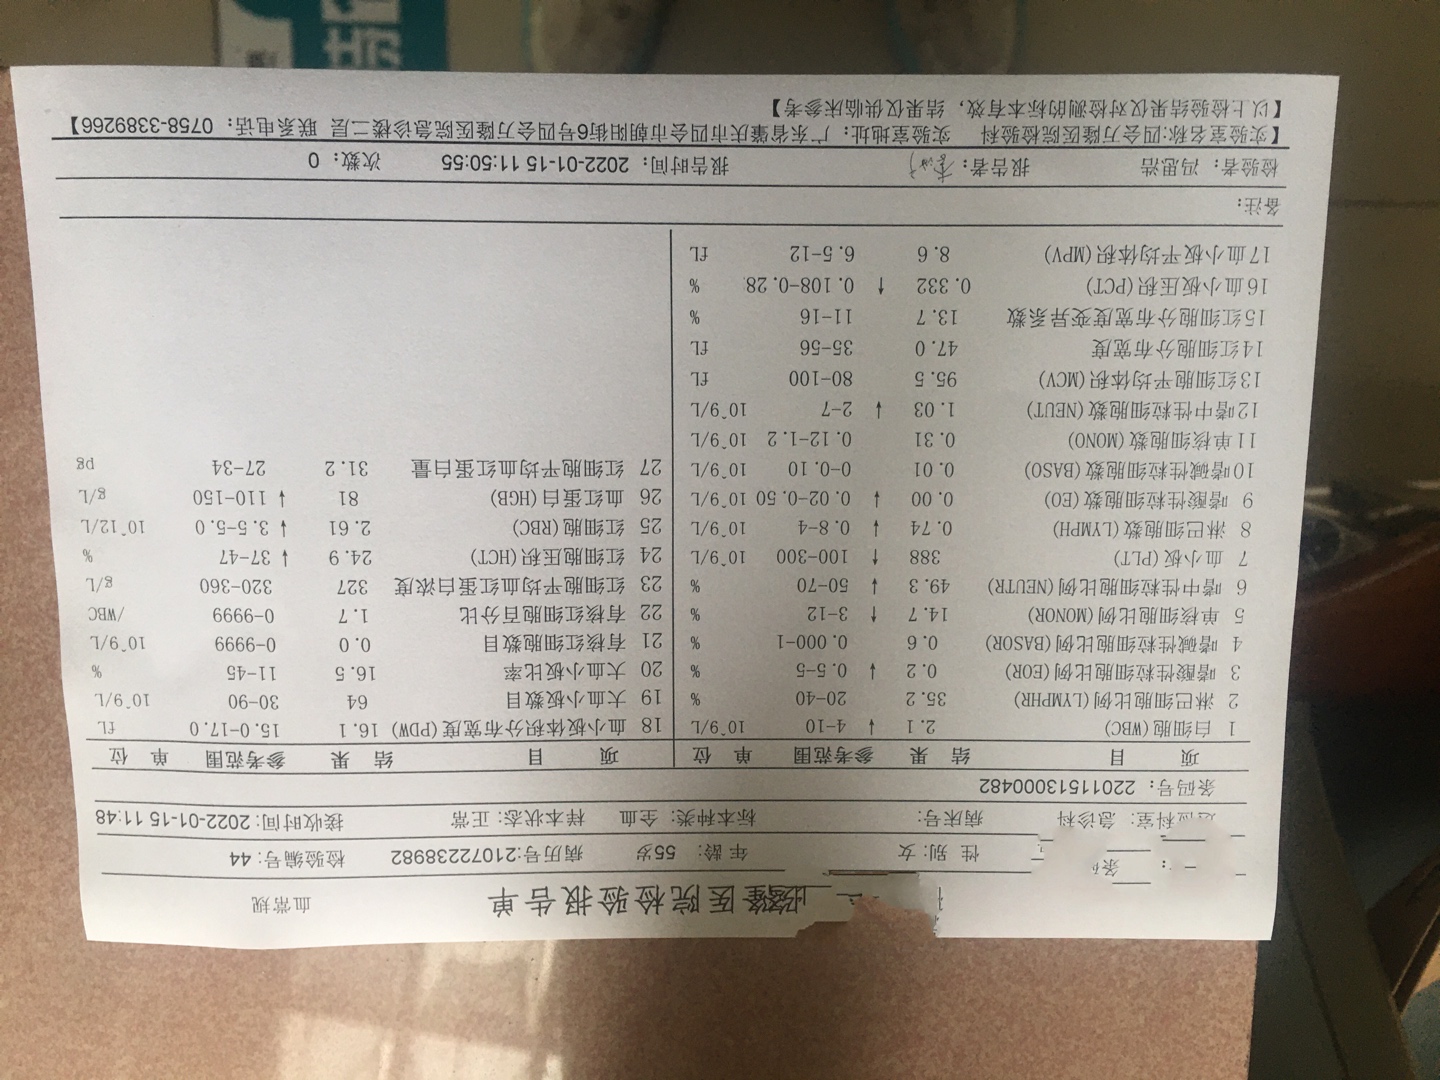 隆医院检验报告单 血常规
性 别: 女 年 龄: 55岁 病历号:21072238982 检验编号: 44
送检科室: 急诊科 病床号: 标本种类: 全血 样本状态: 正常 接收时间: 2022-01-15 11:48
条码号: 22011513000482
项 目 结 果 参考范围 单 位 项 目 结 果 参考范围 单 位
1 白细胞 (WBC) 2.1 ↓ 4-10 10^9/L 18 血小板体积分布宽度 (PDW) 16.1 15.0-17.0 fL
2 淋巴细胞比例 (LYMPHR) 35.2 20-40 % 19 大血小板数目 64 30-90 10^9/L
3 嗜酸性粒细胞比例 (EOR) 0.2 ↓ 0.5-5 % 20 大血小板比率 16.5 11-45 %
4 嗜碱性粒细胞比例 (BASOR) 0.6 0.000-1 % 21 有核红细胞数目 0.0 0-9999 10^9/L
5 单核细胞比例 (MONOR) 14.7 ↑ 3-12 % 22 有核红细胞百分比 1.7 0-9999 /WBC
6 嗜中性粒细胞比例 (NEUTR) 49.3 ↓ 50-70 % 23 红细胞平均血红蛋白浓度 327 320-360 g/L
7 血小板 (PLT) 388 ↑ 100-300 10^9/L 24 红细胞压积 (HCT) 24.9 ↓ 37-47 %
8 淋巴细胞数 (LYMPH) 0.74 ↓ 0.8-4 10^9/L 25 红细胞 (RBC) 2.61 ↓ 3.5-5.0 10^12/L
9 嗜酸性粒细胞数 (EO) 0.00 ↓ 0.02-0.50 10^9/L 26 血红蛋白 (HGB) 81 ↓ 110-150 g/L
10 嗜碱性粒细胞数 (BASO) 0.01 0-0.10 10^9/L 27 红细胞平均血红蛋白量 31.2 27-34 pg
11 单核细胞数 (MONO) 0.31 0.12-1.2 10^9/L
12 嗜中性粒细胞数 (NEUT) 1.03 ↓ 2-7 10^9/L
13 红细胞平均体积 (MCV) 95.5 80-100 fL
14 红细胞分布宽度 47.0 35-56 fL
15 红细胞分布宽度变异系数 13.7 11-16 %
16 血小板压积 (PCT) 0.332 ↑ 0.108-0.28 %
17 血小板平均体积 (MPV) 8.6 6.5-12 fL
备注:
检验者: 冯思浩 报告者: 报告时间: 2022-01-15 11:50:55 次数: 0
【实验室名称:四会万隆医院检验科 实验室地址: 广东省肇庆市四会市朝阳街6号四会万隆医院急诊楼二层 联系电话: 0758-3389266】
【以上检验结果仅对检测的标本有效, 结果仅供临床参考】